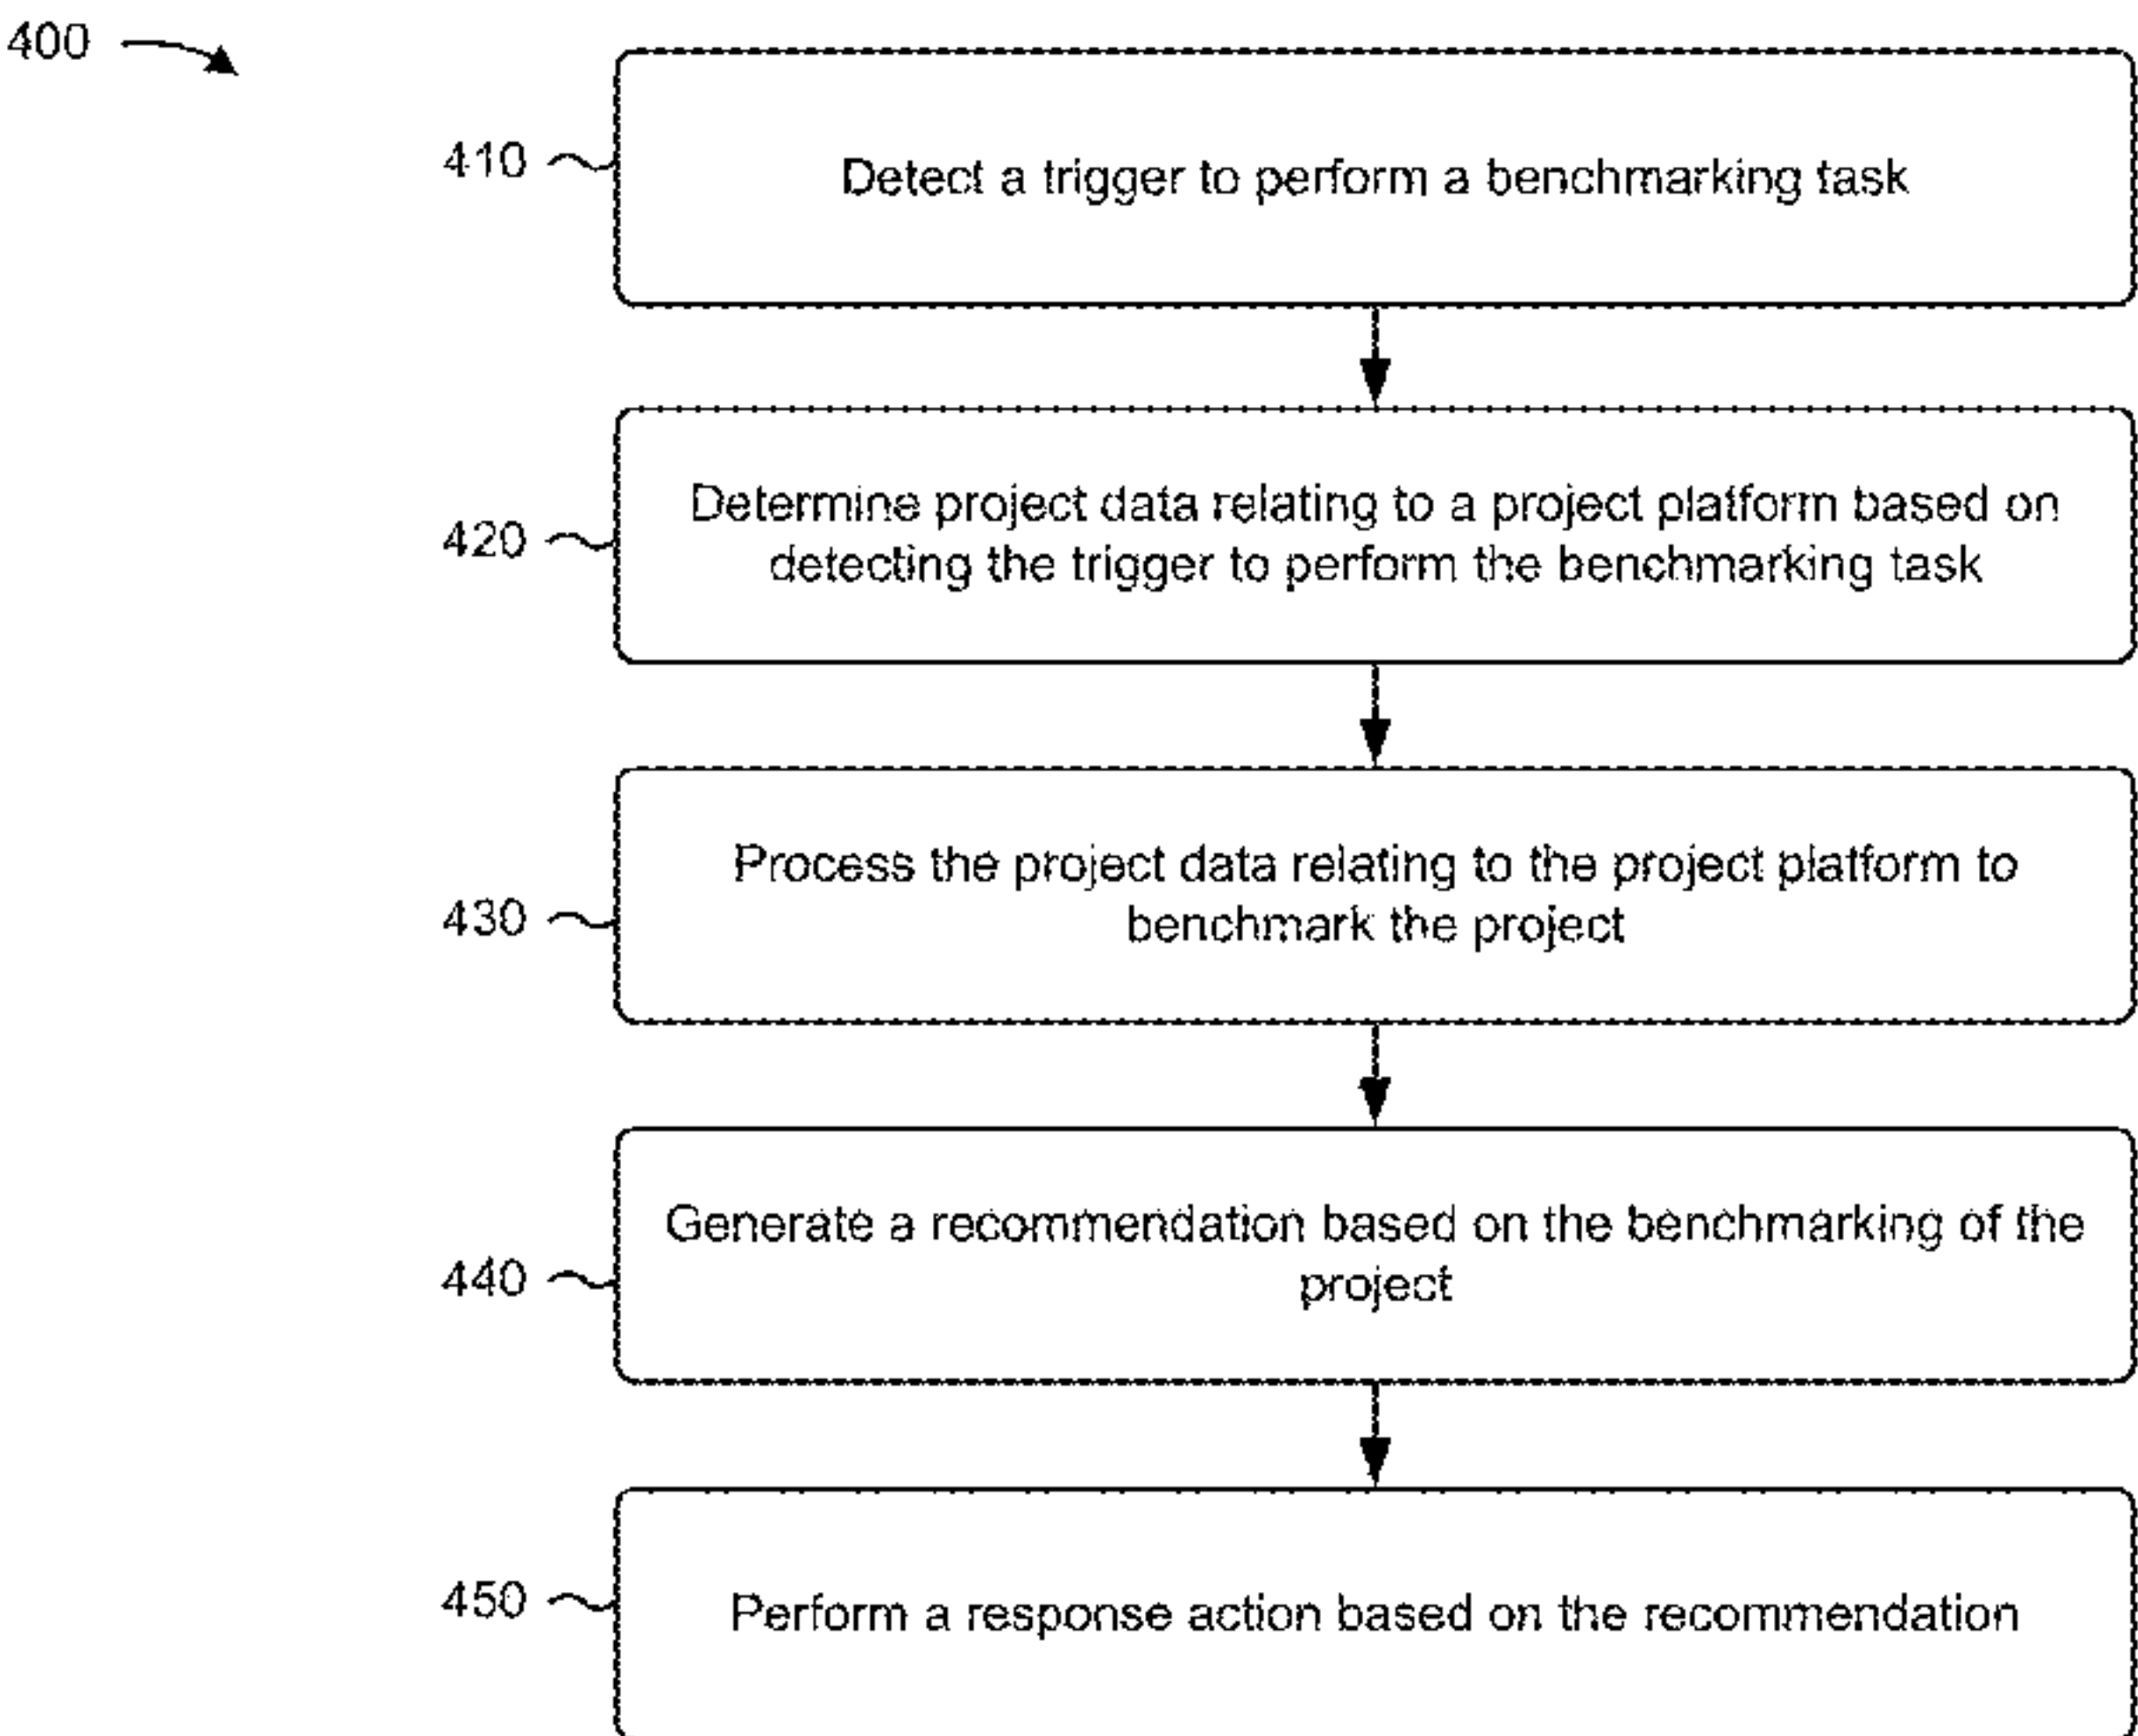 400
410
Detect a trigger to perform a benchmarking task
420
Determine project data relating to a project platform based on
detecting the trigger to perform the benchmarking task
430
Process the project data relating to the project platform to
benchmark the project
440
Generate a recommendation based on the benchmarking of the
project
450
Perform a response action based on the recommendation